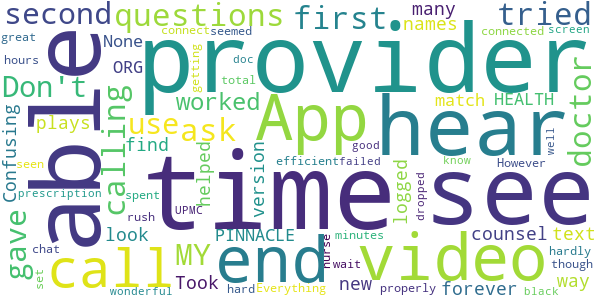 second
questions
first
many
tried
great
None
connect
seemed
names
connected
screen
hours
ORG
doc
able
provider
Don't
calling
worked
getting
total
App
hear
match
HEALTH
doctor
plays
use
ask
Confusing
find
version
good
well
seen
helped
efficient
failed
However
time
see
prescription
logged
know
gave
spent
UPMC
dropped
look
rush
PINNACLE
nurse
minutes
counsel
text
chat
call
MY
end
wait
video
forever
hardly
way
set
Took
new
properly
though
wonderful
hard
Everything
black